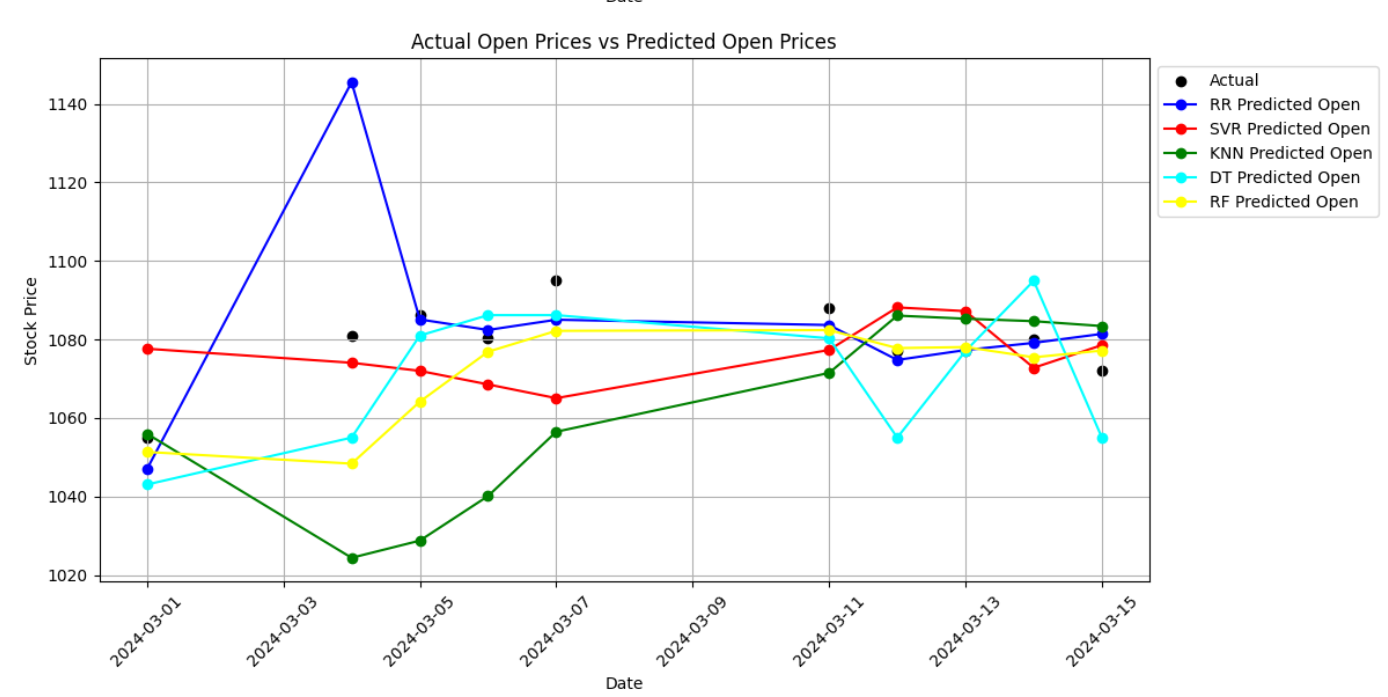 Date
Actual Open Prices vs Predicted Open Prices
Actual
RR Predicted Open
SVR Predicted Open
KNN Predicted Open
DT Predicted Open
RF Predicted Open
Stock Price
1140
1120
1100
1080
1060
1040
1020
2024-03-01
2024-03-03
2024-03-05
2024-03-07
2024-03-09
2024-03-11
2024-03-13
2024-03-15
Date